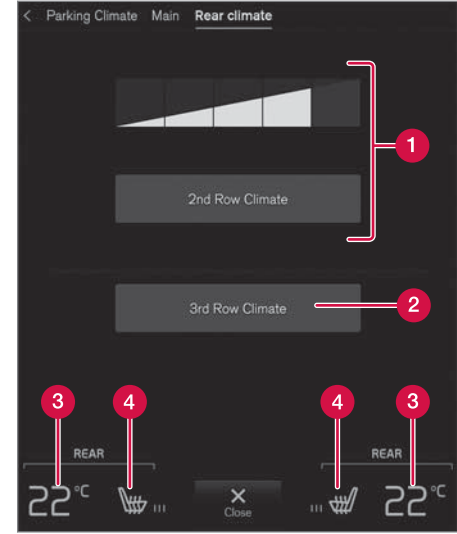 < Parking Climate Main Rear climate
1
2nd Row Climate
3rd Row Climate
2
3 4 4 3
REAR REAR
22°C 22°C
Close